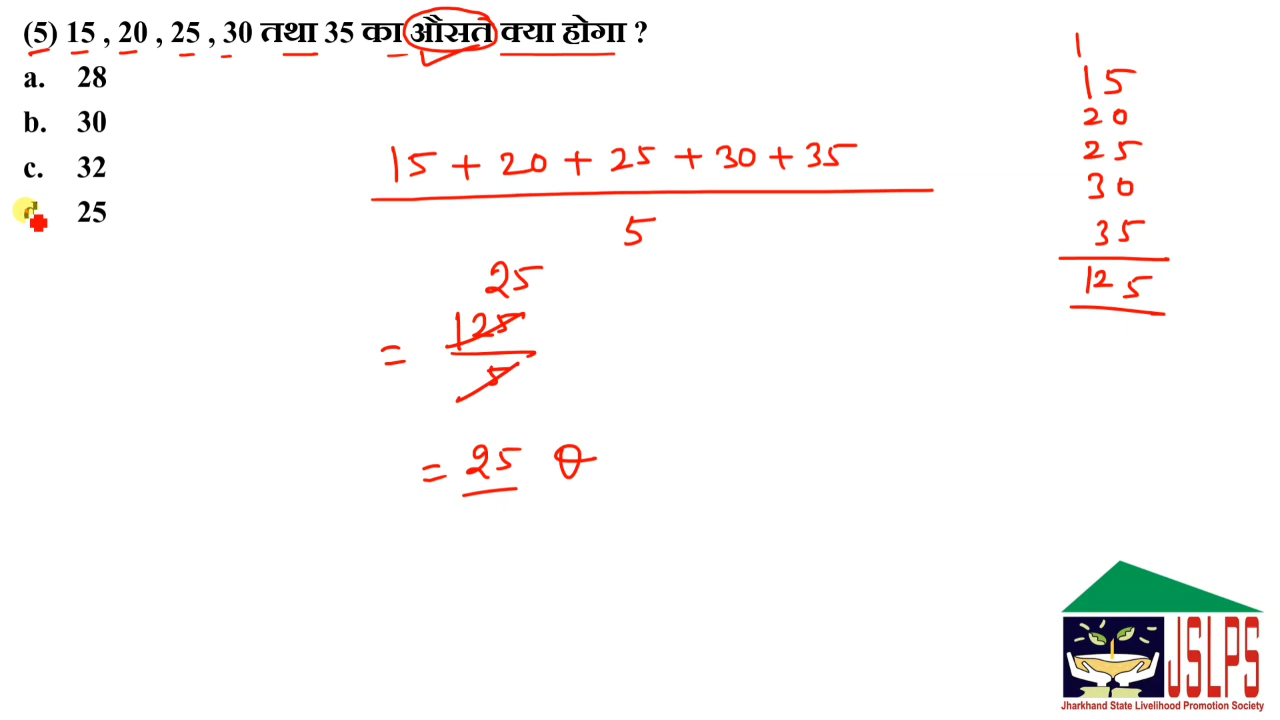 (5) 15 , 20 , 25 , 30 तथा 35 का औसत क्या होगा ?
a. 28
b. 30
c. 32
25
15 + 20 + 25 + 30 + 35
5
25
= 125
5
= 25
1
15
20
25
30
35
125
JSLPS
Jharkhand State Livelihood Promotion Society